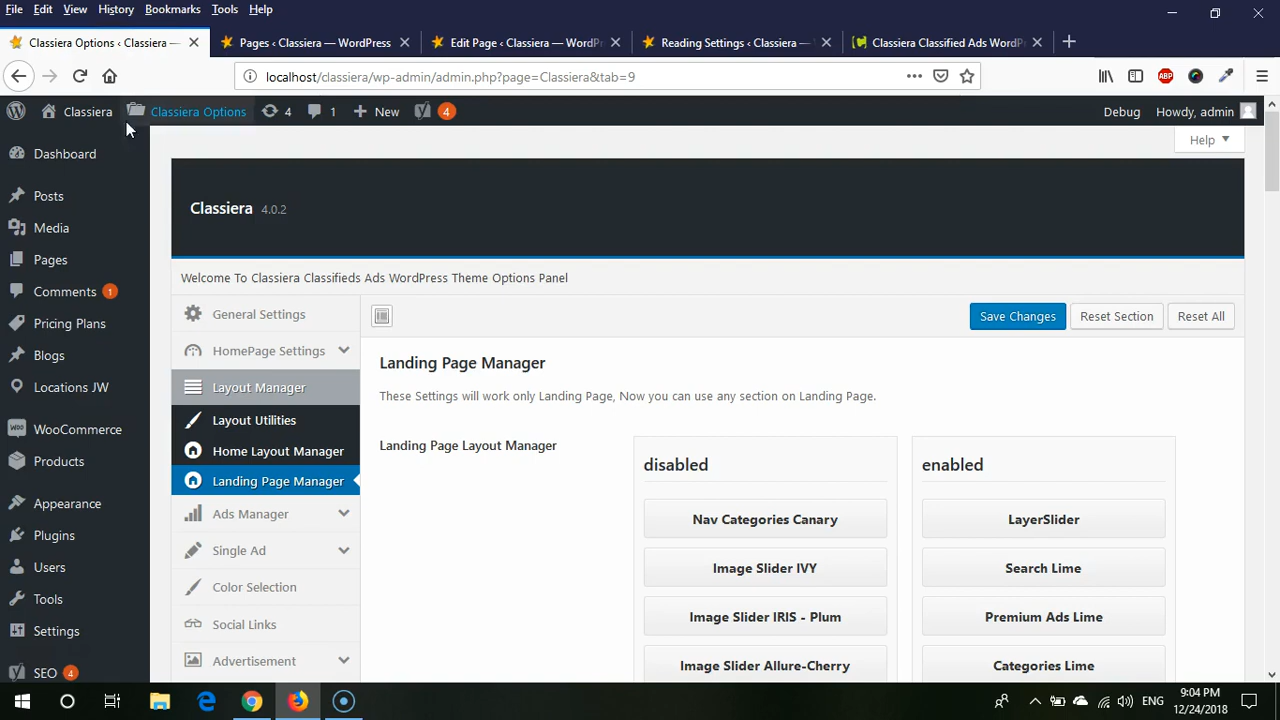 File Edit View History Bookmarks Tools Help
Classiera Options ‹ Classiera — Pages ‹ Classiera — WordPress Edit Page ‹ Classiera — WordP Reading Settings ‹ Classiera — Classiera Classified Ads WordP
localhost/classiera/wp-admin/admin.php?page=Classiera&tab=9
ABP
Classiera Classiera Options 4 1 New 4 Debug Howdy, admin
Help
Dashboard
Posts
Media
Pages
Comments 1
Pricing Plans
Blogs
Locations JW
WooCommerce
Products
Appearance
Plugins
Users
Tools
Settings
SEO 4
Classiera 4.0.2
Welcome To Classiera Classifieds Ads WordPress Theme Options Panel
General Settings
HomePage Settings
Layout Manager
Layout Utilities
Home Layout Manager
Landing Page Manager
Ads Manager
Single Ad
Color Selection
Social Links
Advertisement
Save Changes Reset Section Reset All
Landing Page Manager
These Settings will work only Landing Page, Now you can use any section on Landing Page.
Landing Page Layout Manager
disabled
Nav Categories Canary
Image Slider IVY
Image Slider IRIS - Plum
Image Slider Allure-Cherry
enabled
LayerSlider
Search Lime
Premium Ads Lime
Categories Lime
ENG
9:04 PM
12/24/2018